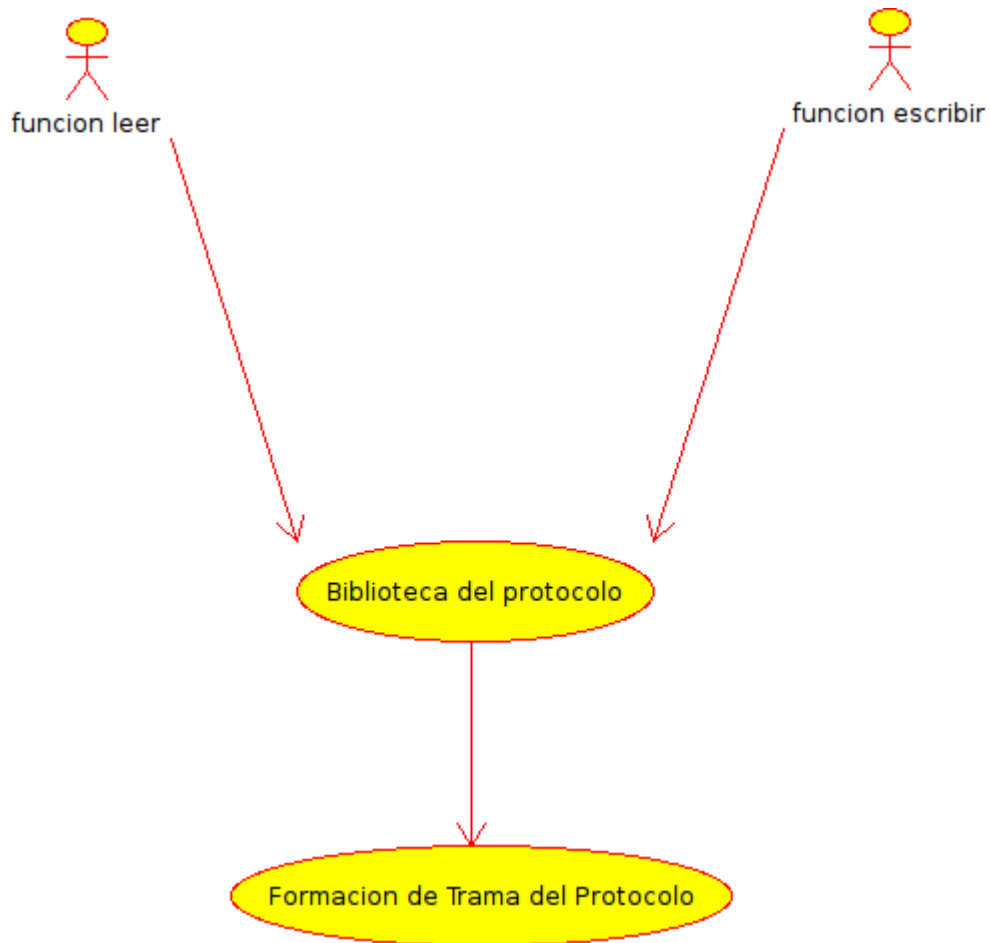 funcion leer
funcion escribir
Biblioteca del protocolo
Formacion de Trama del Protocolo